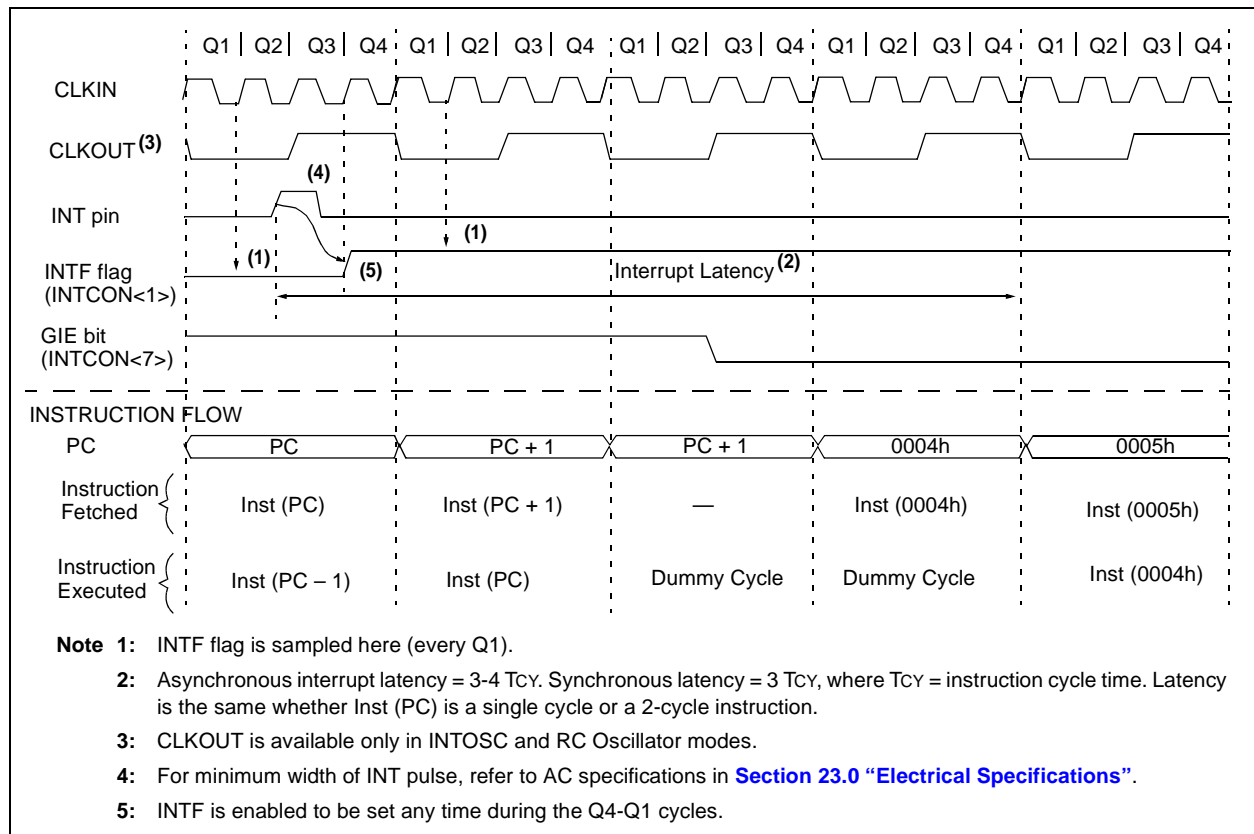 Q1 Q2 Q3 Q4 Q1 Q2 Q3 Q4 Q1 Q2 Q3 Q4 Q1 Q2 Q3 Q4 Q1 Q2 Q3 Q4
CLKIN
CLKOUT (3)
(4)
INT pin
(1)
(1)
INTF flag
(INTCON<1>)
(5)
Interrupt Latency (2)
GIE bit
(INTCON<7>)
INSTRUCTION FLOW
PC PC PC + 1 PC + 1 0004h 0005h
Instruction
Fetched
Inst (PC) Inst (PC + 1) — Inst (0004h) Inst (0005h)
Instruction
Executed
Inst (PC – 1) Inst (PC) Dummy Cycle Dummy Cycle Inst (0004h)
Note 1: INTF flag is sampled here (every Q1).
2: Asynchronous interrupt latency = 3-4 TCY. Synchronous latency = 3 TCY, where TCY = instruction cycle time. Latency
is the same whether Inst (PC) is a single cycle or a 2-cycle instruction.
3: CLKOUT is available only in INTOSC and RC Oscillator modes.
4: For minimum width of INT pulse, refer to AC specifications in Section 23.0 “Electrical Specifications”.
5: INTF is enabled to be set any time during the Q4-Q1 cycles.